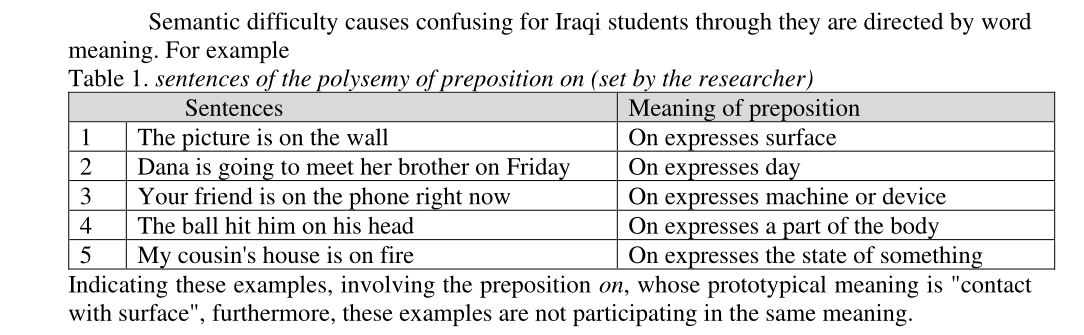 Semantic difficulty causes confusing for Iraqi students through they are directed by word
meaning. For example
Table 1. sentences of the polysemy of preposition on (set by the researcher)
Sentences Meaning of preposition
1 The picture is on the wall On expresses surface
2 Dana is going to meet her brother on Friday On expresses day
3 Your friend is on the phone right now On expresses machine or device
4 The ball hit him on his head On expresses a part of the body
5 My cousin's house is on fire On expresses the state of something
Indicating these examples, involving the preposition on, whose prototypical meaning is "contact
with surface", furthermore, these examples are not participating in the same meaning.